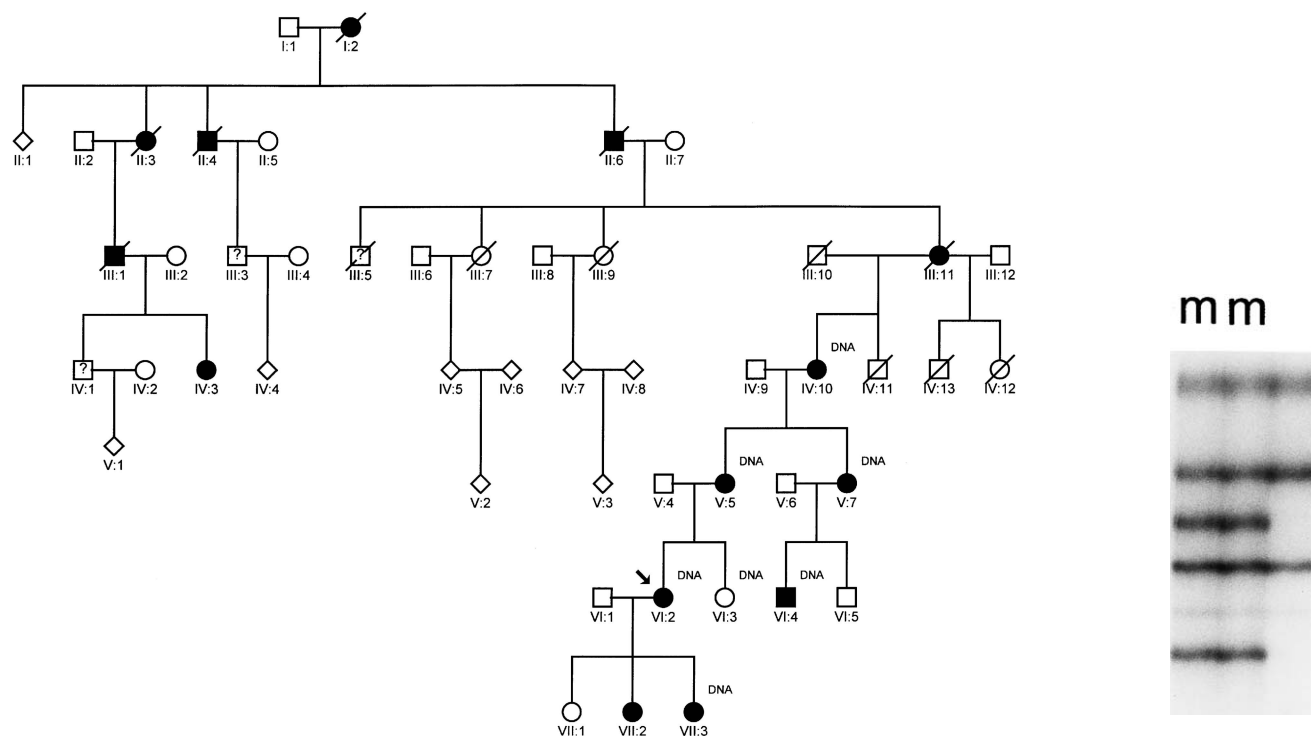 I:1 I:2
II:1 II:2 II:3 II:4 II:5 II:6 II:7
? ?
III:1 III:2 III:3 III:4 III:5 III:6 III:7 III:8 III:9 III:10 III:11 III:12
m m
DNA
?
IV:1 IV:2 IV:3 IV:4 IV:5 IV:6 IV:7 IV:8 IV:9 IV:10 IV:11 IV:13 IV:12
V:1
DNA DNA
V:2 V:3 V:4 V:5 V:6 V:7
DNA DNA DNA
VI:1 VI:2 VI:3 VI:4 VI:5
DNA
VII:1 VII:2 VII:3